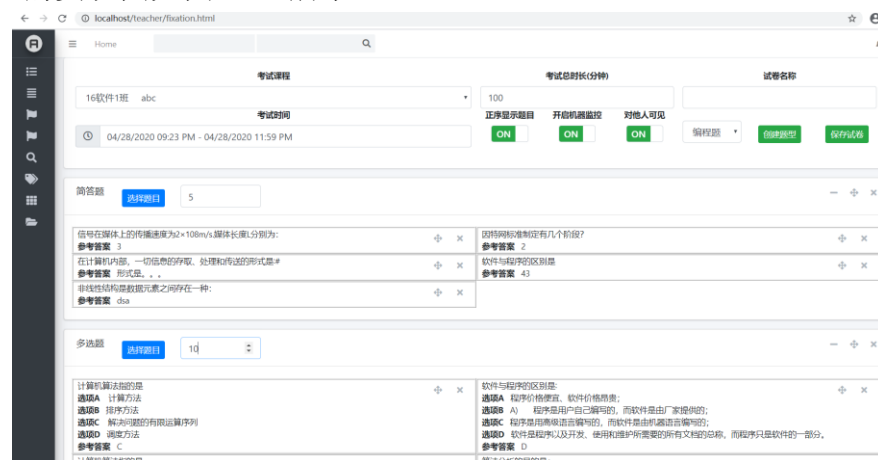 localhost/teacher/fixation.html
Home
考试课程 考试总时长(分钟) 试卷名称
16软件1班 abc 100
考试时间 正序显示题目 开启机器监控 对他人可见
04/28/2020 09:23 PM - 04/28/2020 11:59 PM ON ON ON 编程题 创建题型 保存试卷
简答题 选择题目 5
信号在媒体上的传播速度为2×108m/s.媒体长度L分别为: 因特网标准制定有几个阶段?
参考答案 3 参考答案 2
在计算机内部，一切信息的存取、处理和传送的形式是:# 软件与程序的区别是
参考答案 形式是。。。 参考答案 43
非线性结构是数据元素之间存在一种:
参考答案 dsa
多选题 选择题目 10
计算机算法指的是 软件与程序的区别是:
选项A 计算方法 选项A 程序价格便宜、软件价格昂贵;
选项B 排序方法 选项B A) 程序是用户自己编写的，而软件是由厂家提供的;
选项C 解决问题的有限运算序列 选项C 程序是用高级语言编写的，而软件是由机器语言编写的;
选项D 调度方法 选项D 软件是程序以及开发、使用和维护所需要的所有文档的总称，而程序只是软件的一部分。
参考答案 C 参考答案 D